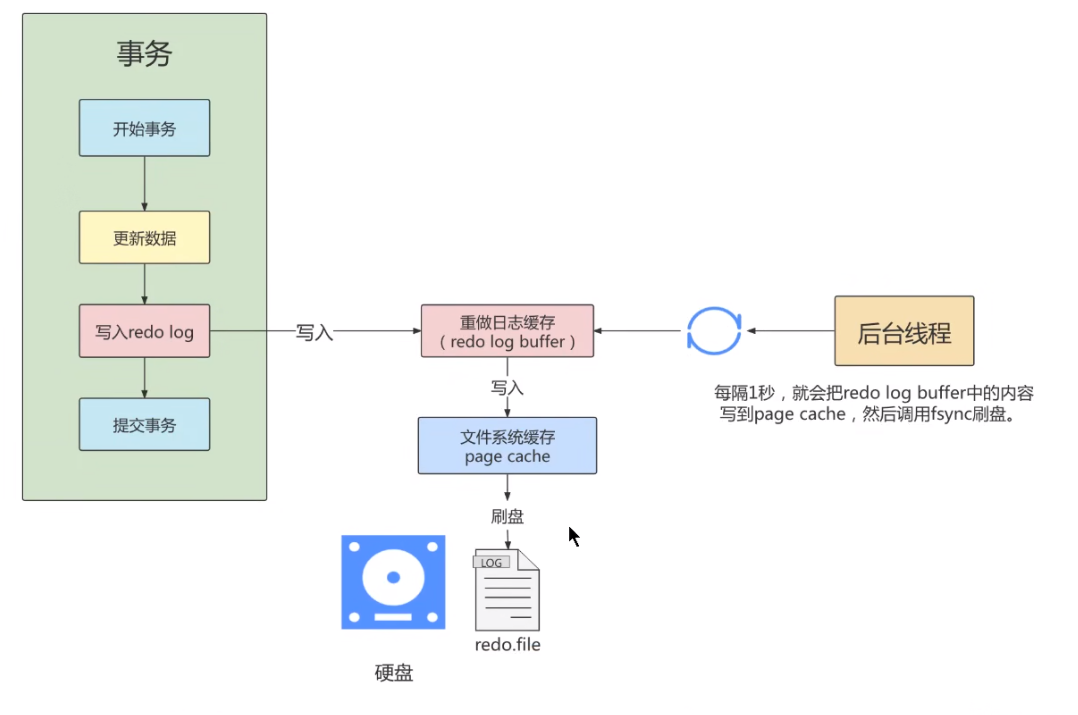 事务
开始事务
更新数据
写入redo log
提交事务
写入
重做日志缓存
（redo log buffer）
写入
文件系统缓存
page cache
刷盘
LOG
redo.file
硬盘
后台线程
每隔1秒，就会把redo log buffer中的内容
写到page cache，然后调用fsync刷盘。